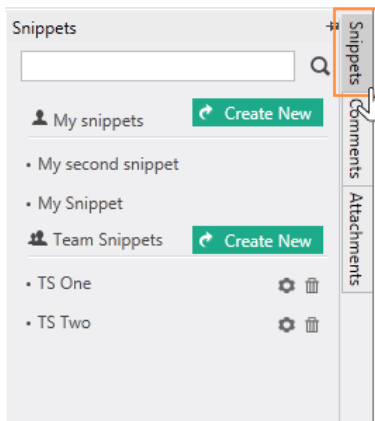 Snippets
My snippets
Create New
• My second snippet
• My Snippet
Team Snippets
Create New
• TS One
• TS Two
Snippets
Comments
Attachments